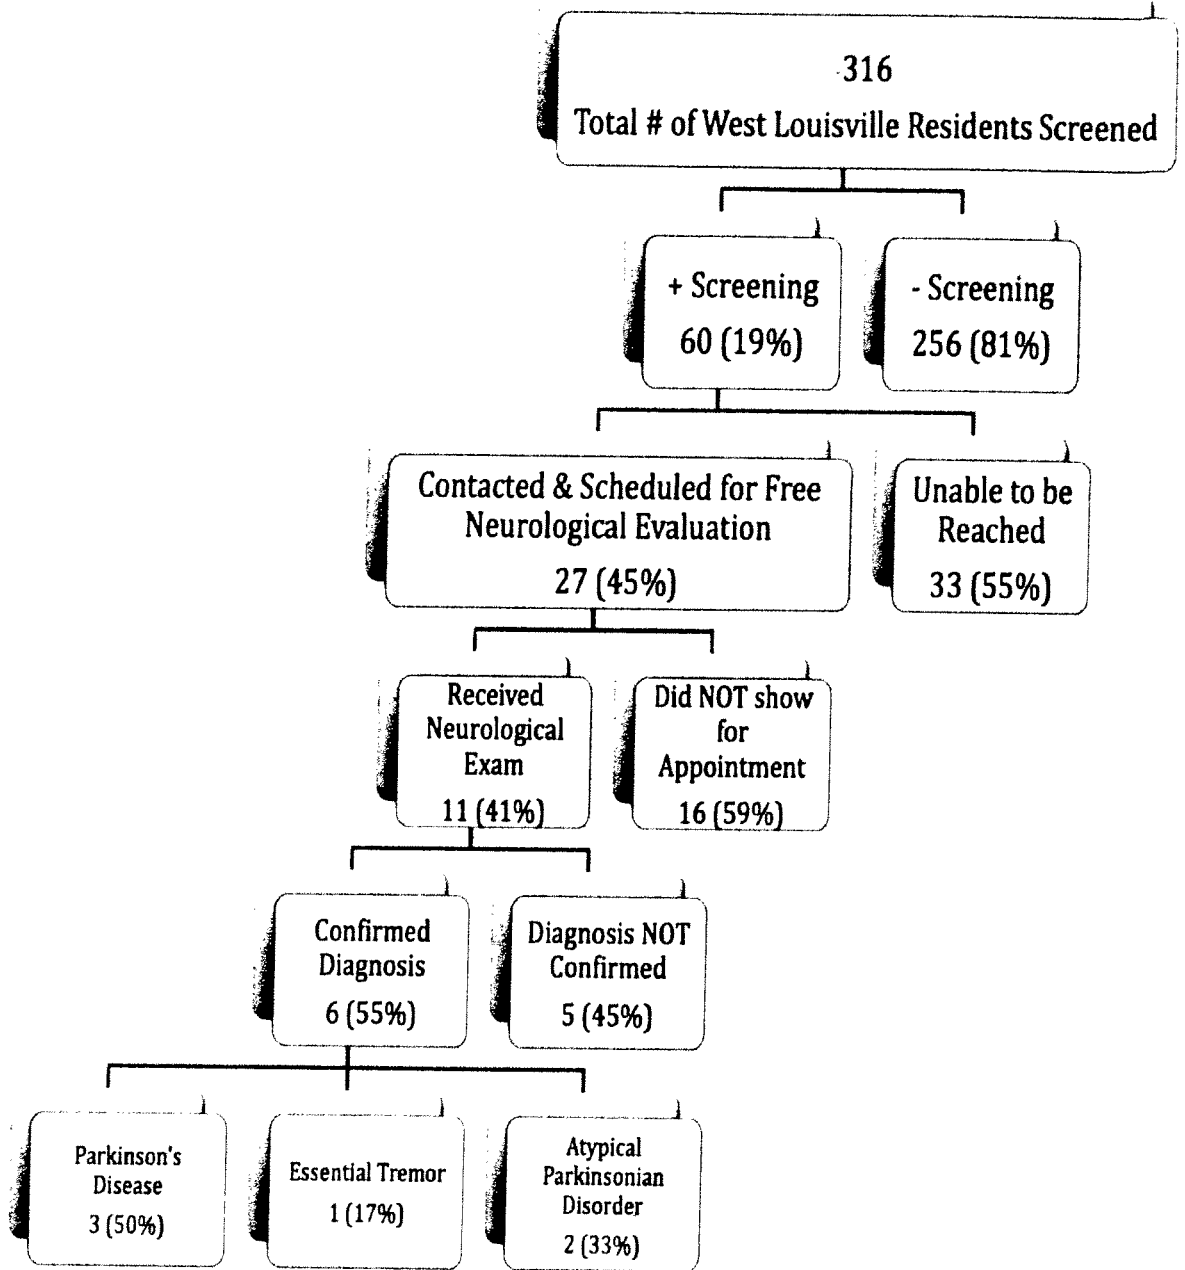 316
Total # of West Louisville Residents Screened
+ Screening
60 (19%)
- Screening
256 (81%)
Contacted & Scheduled for Free
Neurological Evaluation
27 (45%)
Unable to be
Reached
33 (55%)
Received
Neurological
Exam
11 (41%)
Did NOT show
for
Appointment
16 (59%)
Confirmed
Diagnosis
6 (55%)
Diagnosis NOT
Confirmed
5 (45%)
Parkinson's
Disease
3 (50%)
Essential Tremor
1 (17%)
Atypical
Parkinsonian
Disorder
2 (33%)